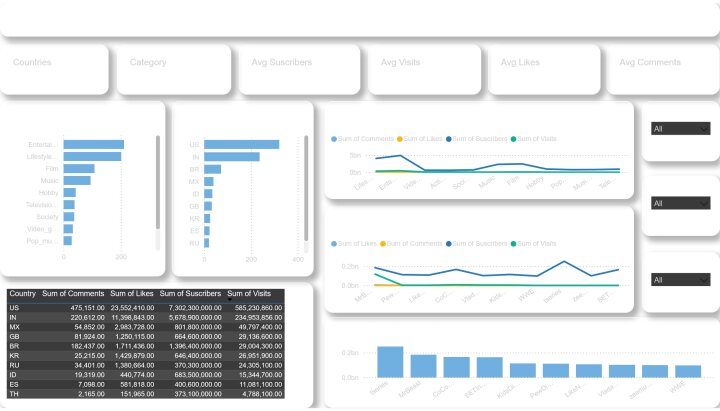 Countries
Category
Avg Suscribers
Avg Visits
Avg Likes
Avg Comments
Entertai...
Lifestyle...
Film
Music
Hobby
Televisio...
Society
Video_g...
Pop_mu...
0
200
US
IN
BR
MX
ID
GB
KR
ES
RU
0
200
400
Sum of Comments
Sum of Likes
Sum of Suscribers
Sum of Visits
5bn
0bn
Lifes...
Ente...
Vide...
Soci...
Music
Film
Hobby
Pop...
Mus...
Tele...
All
Sum of Likes
Sum of Comments
Sum of Suscribers
Sum of Visits
0.2bn
0.0bn
MrB...
Pew...
Like...
CoC...
Vlad...
Kids...
WWE
tseries
Zee...
SET...
All
All
Country Sum of Comments Sum of Likes Sum of Suscribers Sum of Visits
US 475,151.00 23,552,410.00 7,302,300,000.00 585,230,860.00
IN 220,612.00 11,398,843.00 5,678,900,000.00 234,953,856.00
MX 54,852.00 2,983,728.00 801,800,000.00 49,797,400.00
GB 81,924.00 1,250,115.00 664,600,000.00 29,136,600.00
BR 182,437.00 1,711,436.00 1,396,400,000.00 29,004,300.00
KR 25,215.00 1,429,879.00 646,400,000.00 26,951,900.00
RU 34,401.00 1,380,664.00 370,300,000.00 24,305,100.00
ID 19,319.00 440,774.00 683,500,000.00 15,344,700.00
ES 7,098.00 581,818.00 400,600,000.00 11,081,100.00
TH 2,165.00 151,965.00 373,100,000.00 4,788,100.00
0.2bn
0.0bn
tseries
MrBeast
CoCo...
SETIn...
KidsDi...
PewDi...
LikeN...
Vladis...
zeemu...
WWE